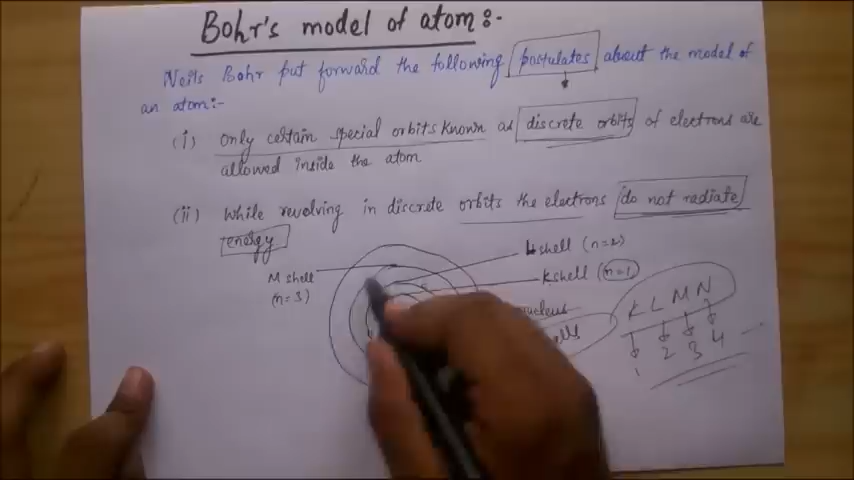 Bohr's model of atom:-
Neils Bohr put forward the following postulates about the model of
an atom:-
(i) only certain special orbits known as discrete orbits of electrons are
allowed inside the atom
(ii) While revolving in discrete orbits the electrons do not radiate
energy
L shell (n=2)
M shell
(n=3)
K shell (n=1)
nucleus
K L M N
1 2 3 4